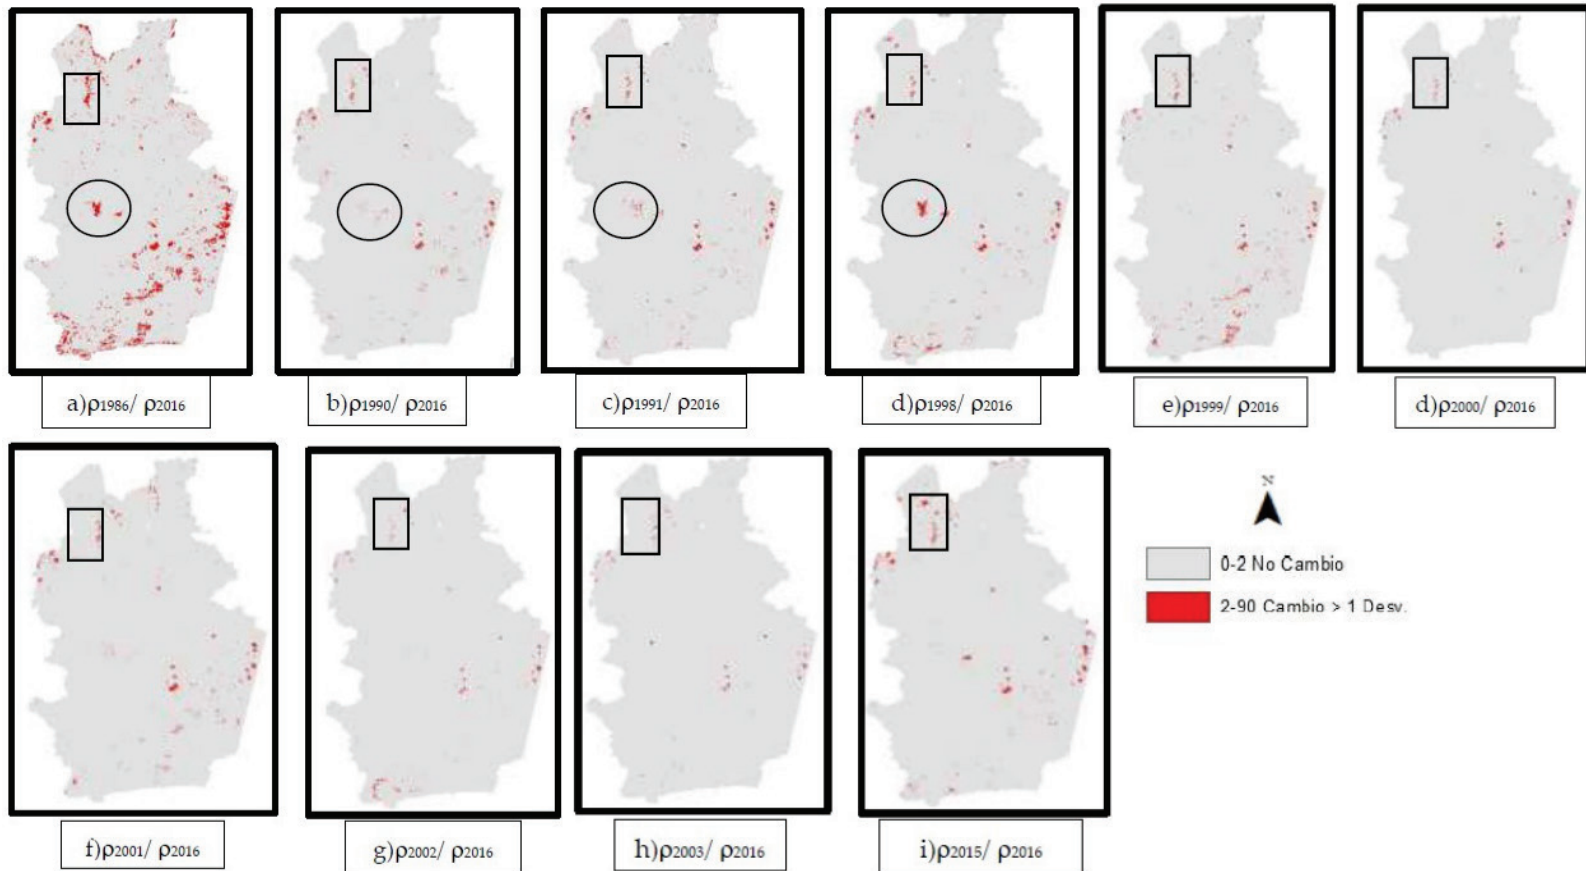 a)ρ1986/ ρ2016
b)ρ1990/ ρ2016
c)ρ1991/ ρ2016
d)ρ1998/ ρ2016
e)ρ1999/ ρ2016
d)ρ2000/ ρ2016
N
0-2 No Cambio
2-90 Cambio > 1 Desv.
f)ρ2001/ ρ2016
g)ρ2002/ ρ2016
h)ρ2003/ ρ2016
i)ρ2015/ ρ2016